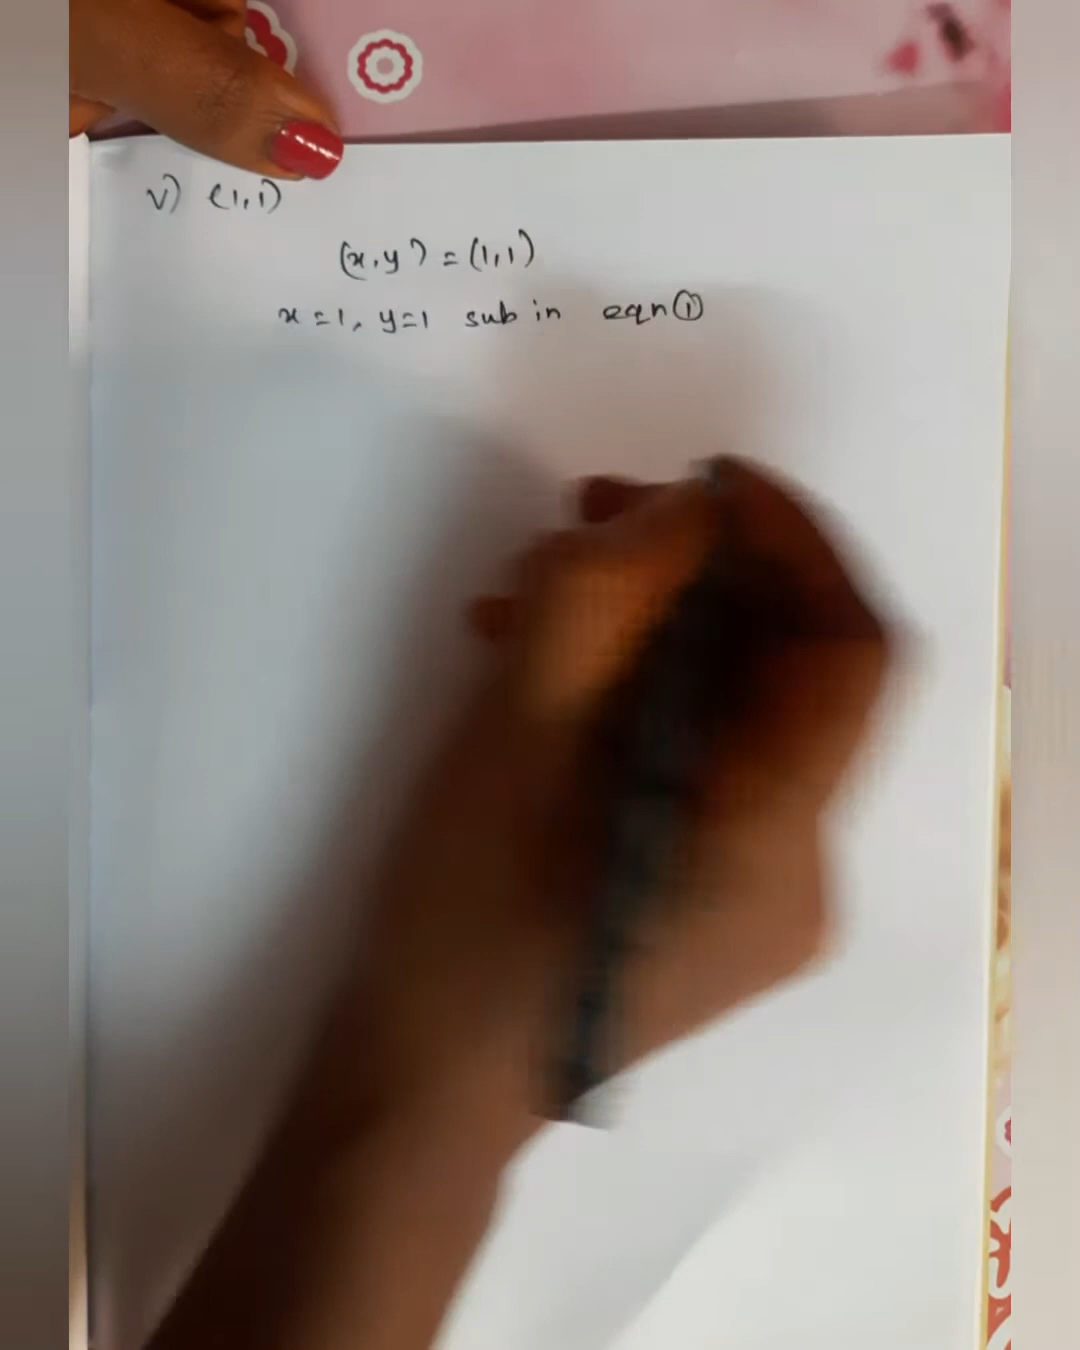 v) (1,1)
(x,y) = (1,1)
x=1, y=1 sub in eqn ①